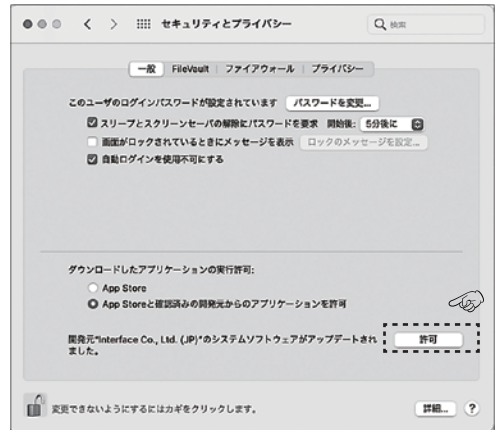 セキュリティとプライバシー
検索
一般 FileVault ファイアウォール プライバシー
このユーザのログインパスワードが設定されています パスワードを変更...
スリープとスクリーンセーバの解除にパスワードを要求 開始後: 5分後に
画面がロックされているときにメッセージを表示 ロックのメッセージを設定...
自動ログインを使用不可にする
ダウンロードしたアプリケーションの実行許可:
App Store
App Storeと確認済みの開発元からのアプリケーションを許可
開発元"Interface Co., Ltd. (JP)"のシステムソフトウェアがアップデートされ 許可
ました。
変更できないようにするにはカギをクリックします。 詳細... ?